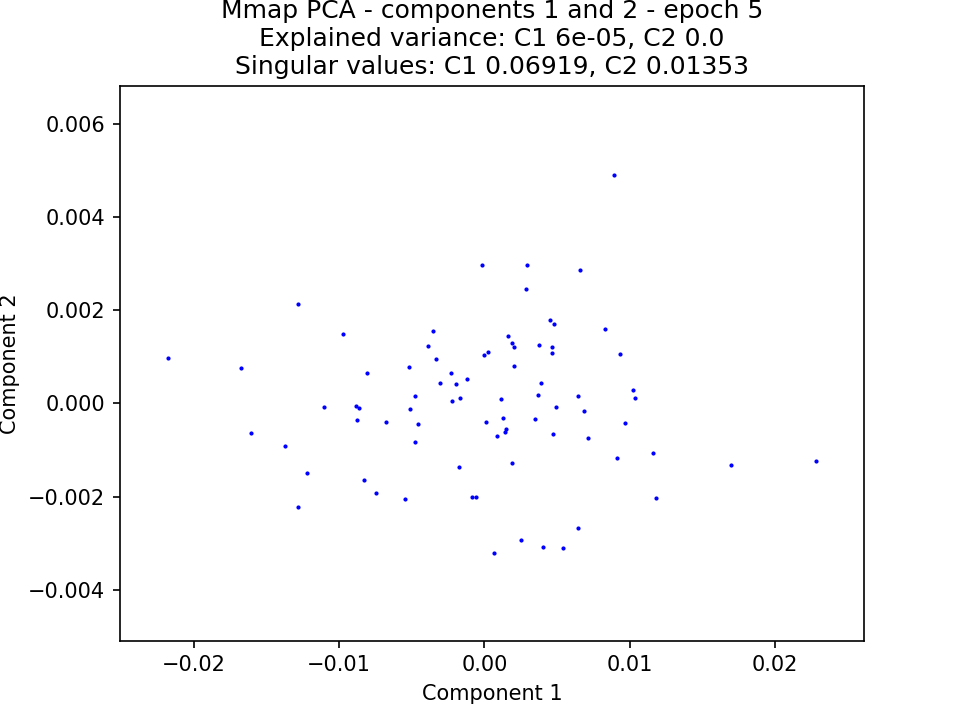 Mmap PCA - components 1 and 2 - epoch 5
Explained variance: C1 6e-05, C2 0.0
Singular values: C1 0.06919, C2 0.01353
0.006
0.004
0.002
0.000
−0.002
−0.004
Component 2
−0.02
−0.01
0.00
0.01
0.02
Component 1